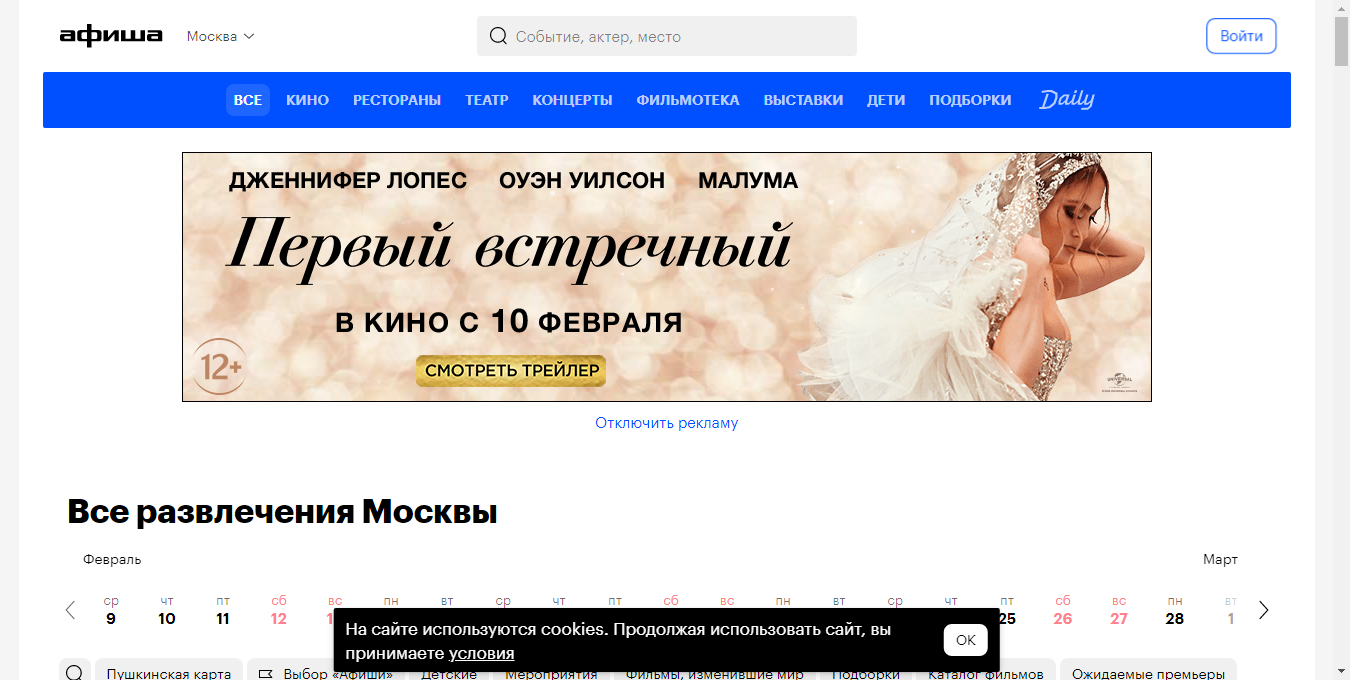 афиша Москва Событие, актер, место Войти
ВСЕ КИНО РЕСТОРАНЫ ТЕАТР КОНЦЕРТЫ ФИЛЬМОТЕКА ВЫСТАВКИ ДЕТИ ПОДБОРКИ Daily
ДЖЕННИФЕР ЛОПЕС ОУЭН УИЛСОН МАЛУМА
Первый встречный
В КИНО С 10 ФЕВРАЛЯ
12+ СМОТРЕТЬ ТРЕЙЛЕР
UNIVERSAL
Отключить рекламу
Все развлечения Москвы
Февраль Март
ср чт пт сб вс пн вт ср чт пт сб вс пн вт ср чт пт сб вс пн вт
9 10 11 12 25 26 27 28 1
На сайте используются cookies. Продолжая использовать сайт, вы
принимаете условия
ОК
Пушкинская карта Выбор «Афиши» Детские Мероприятия Фильмы, изменившие мир Подборки Каталог фильмов Ожидаемые премьеры